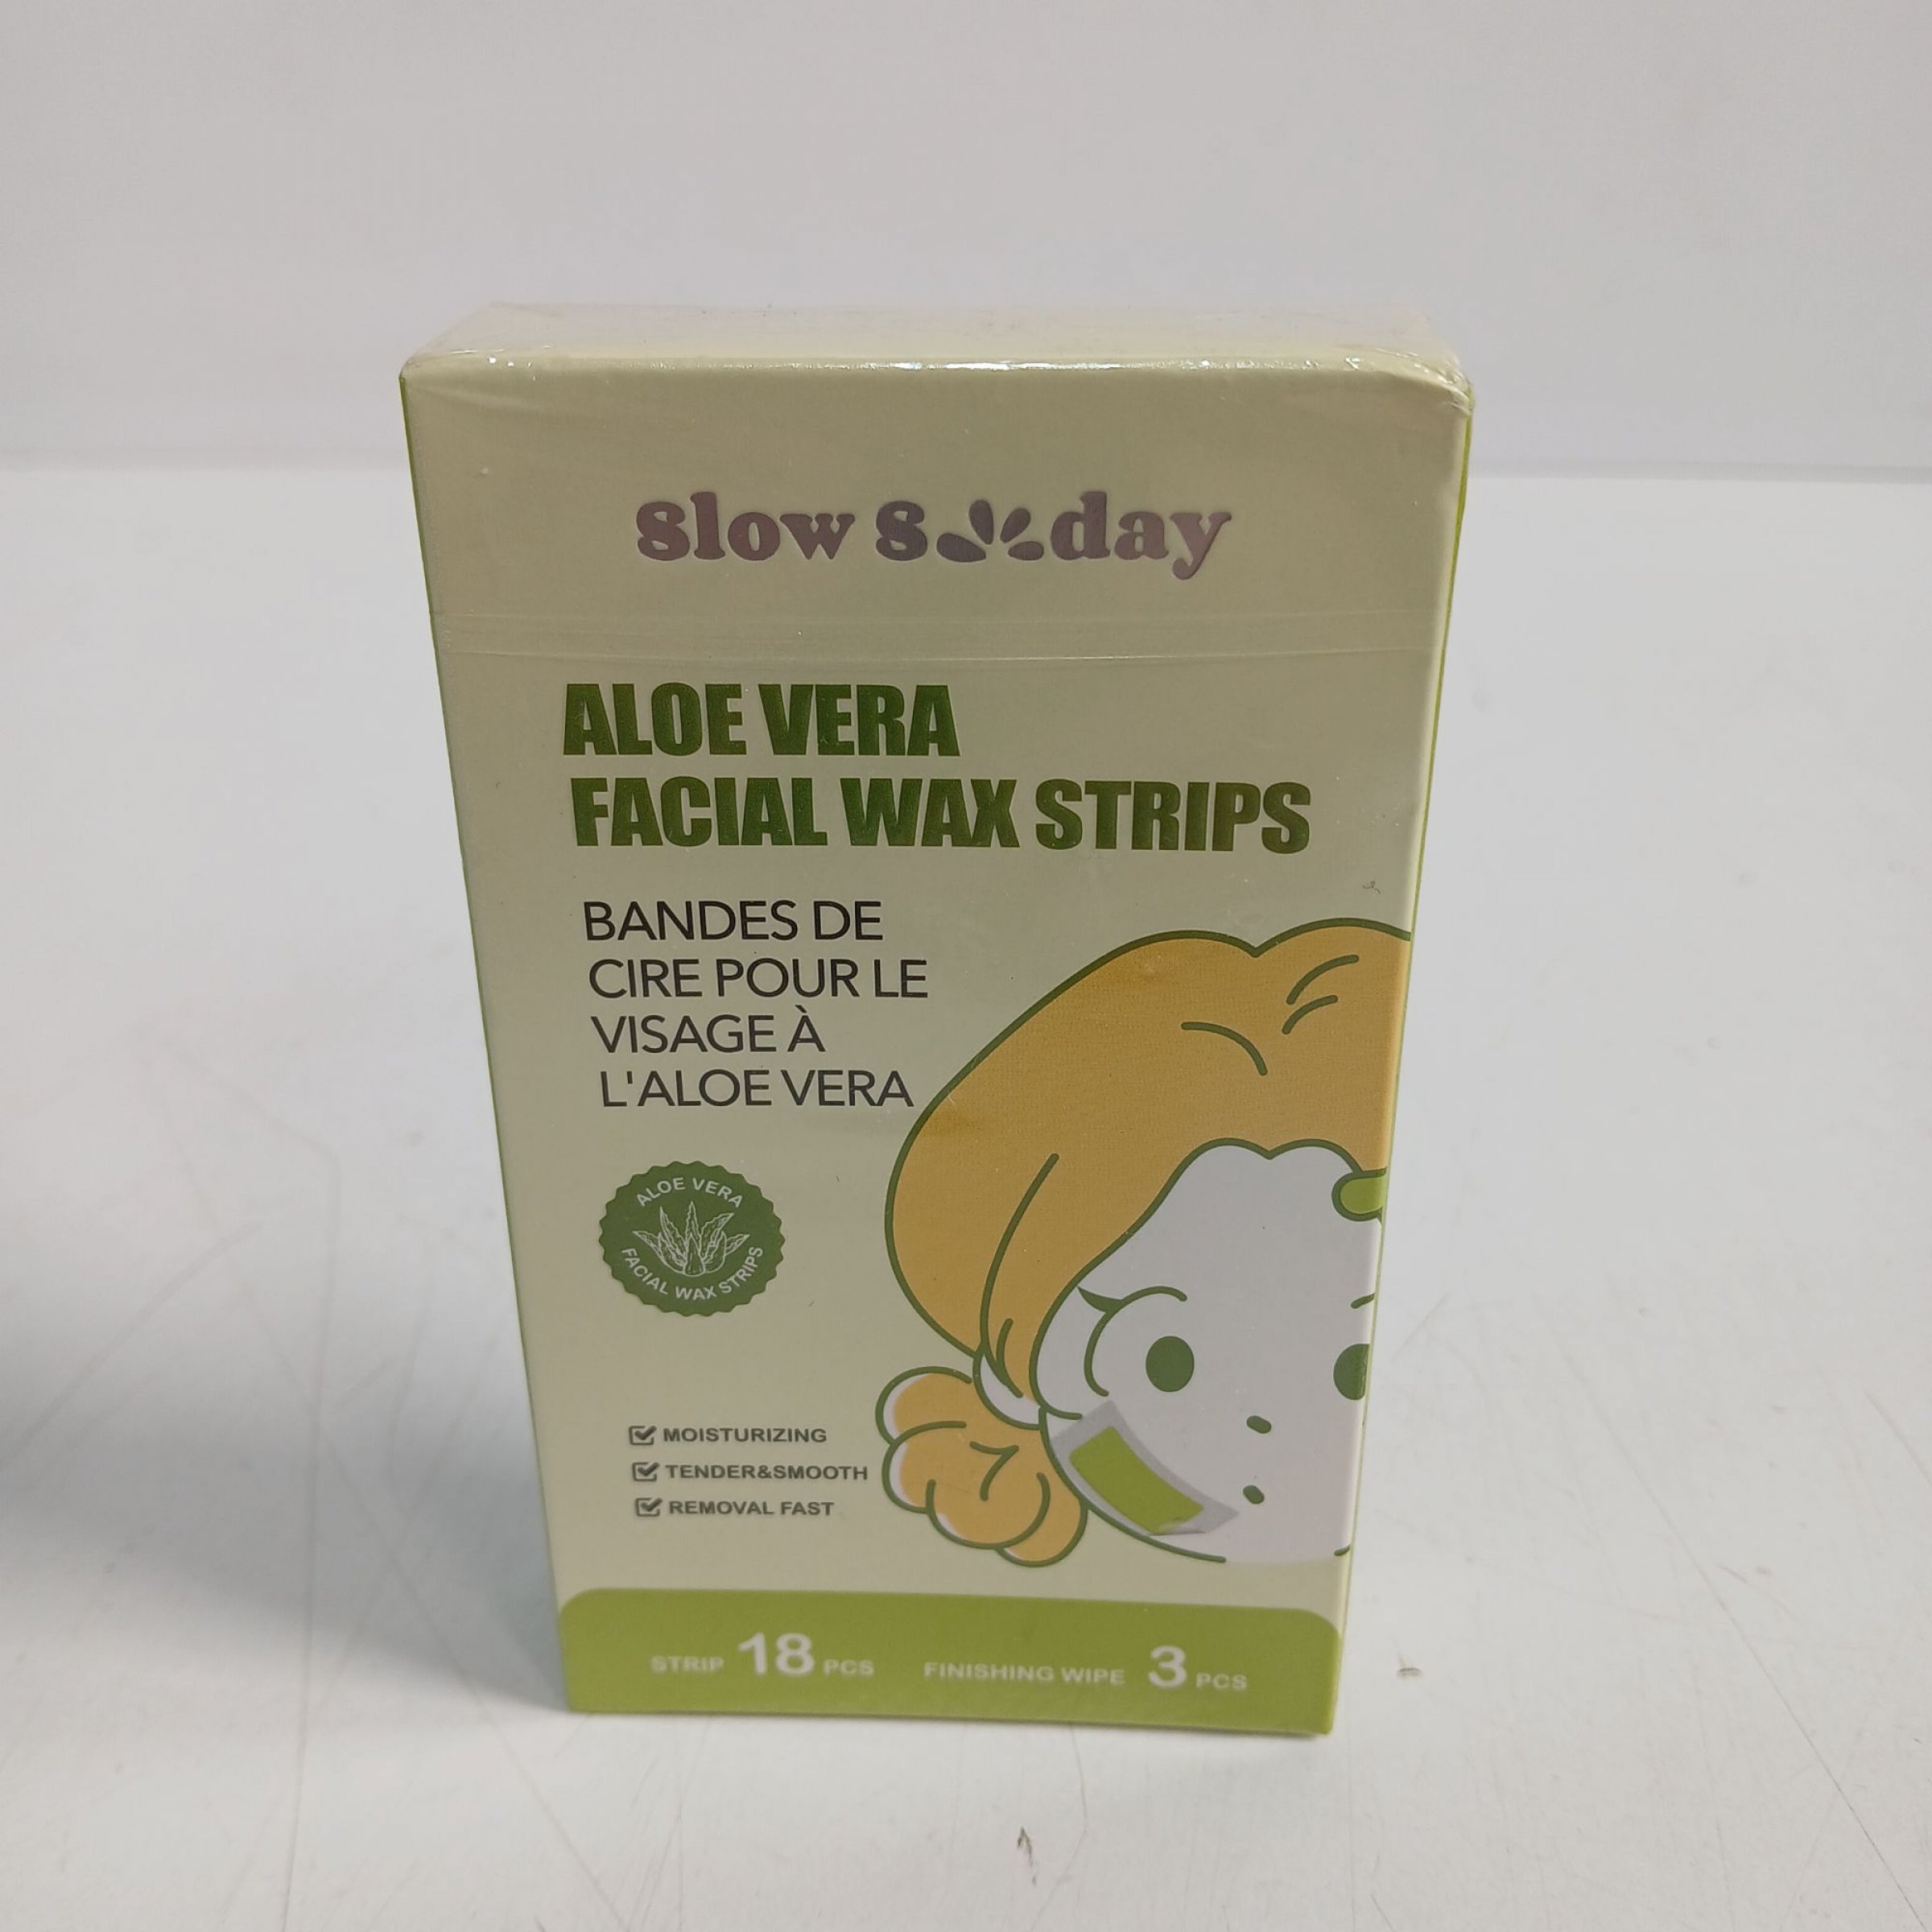 Slow S day
ALOE VERA
FACIAL WAX STRIPS
BANDES DE
CIRE POUR LE
VISAGE À
L'ALOE VERA
ALOE VERA
FACIAL WAX STRIPS
MOISTURIZING
TENDER&SMOOTH
REMOVAL FAST
STRIP 18 PCS FINISHING WIPE 3 PCS